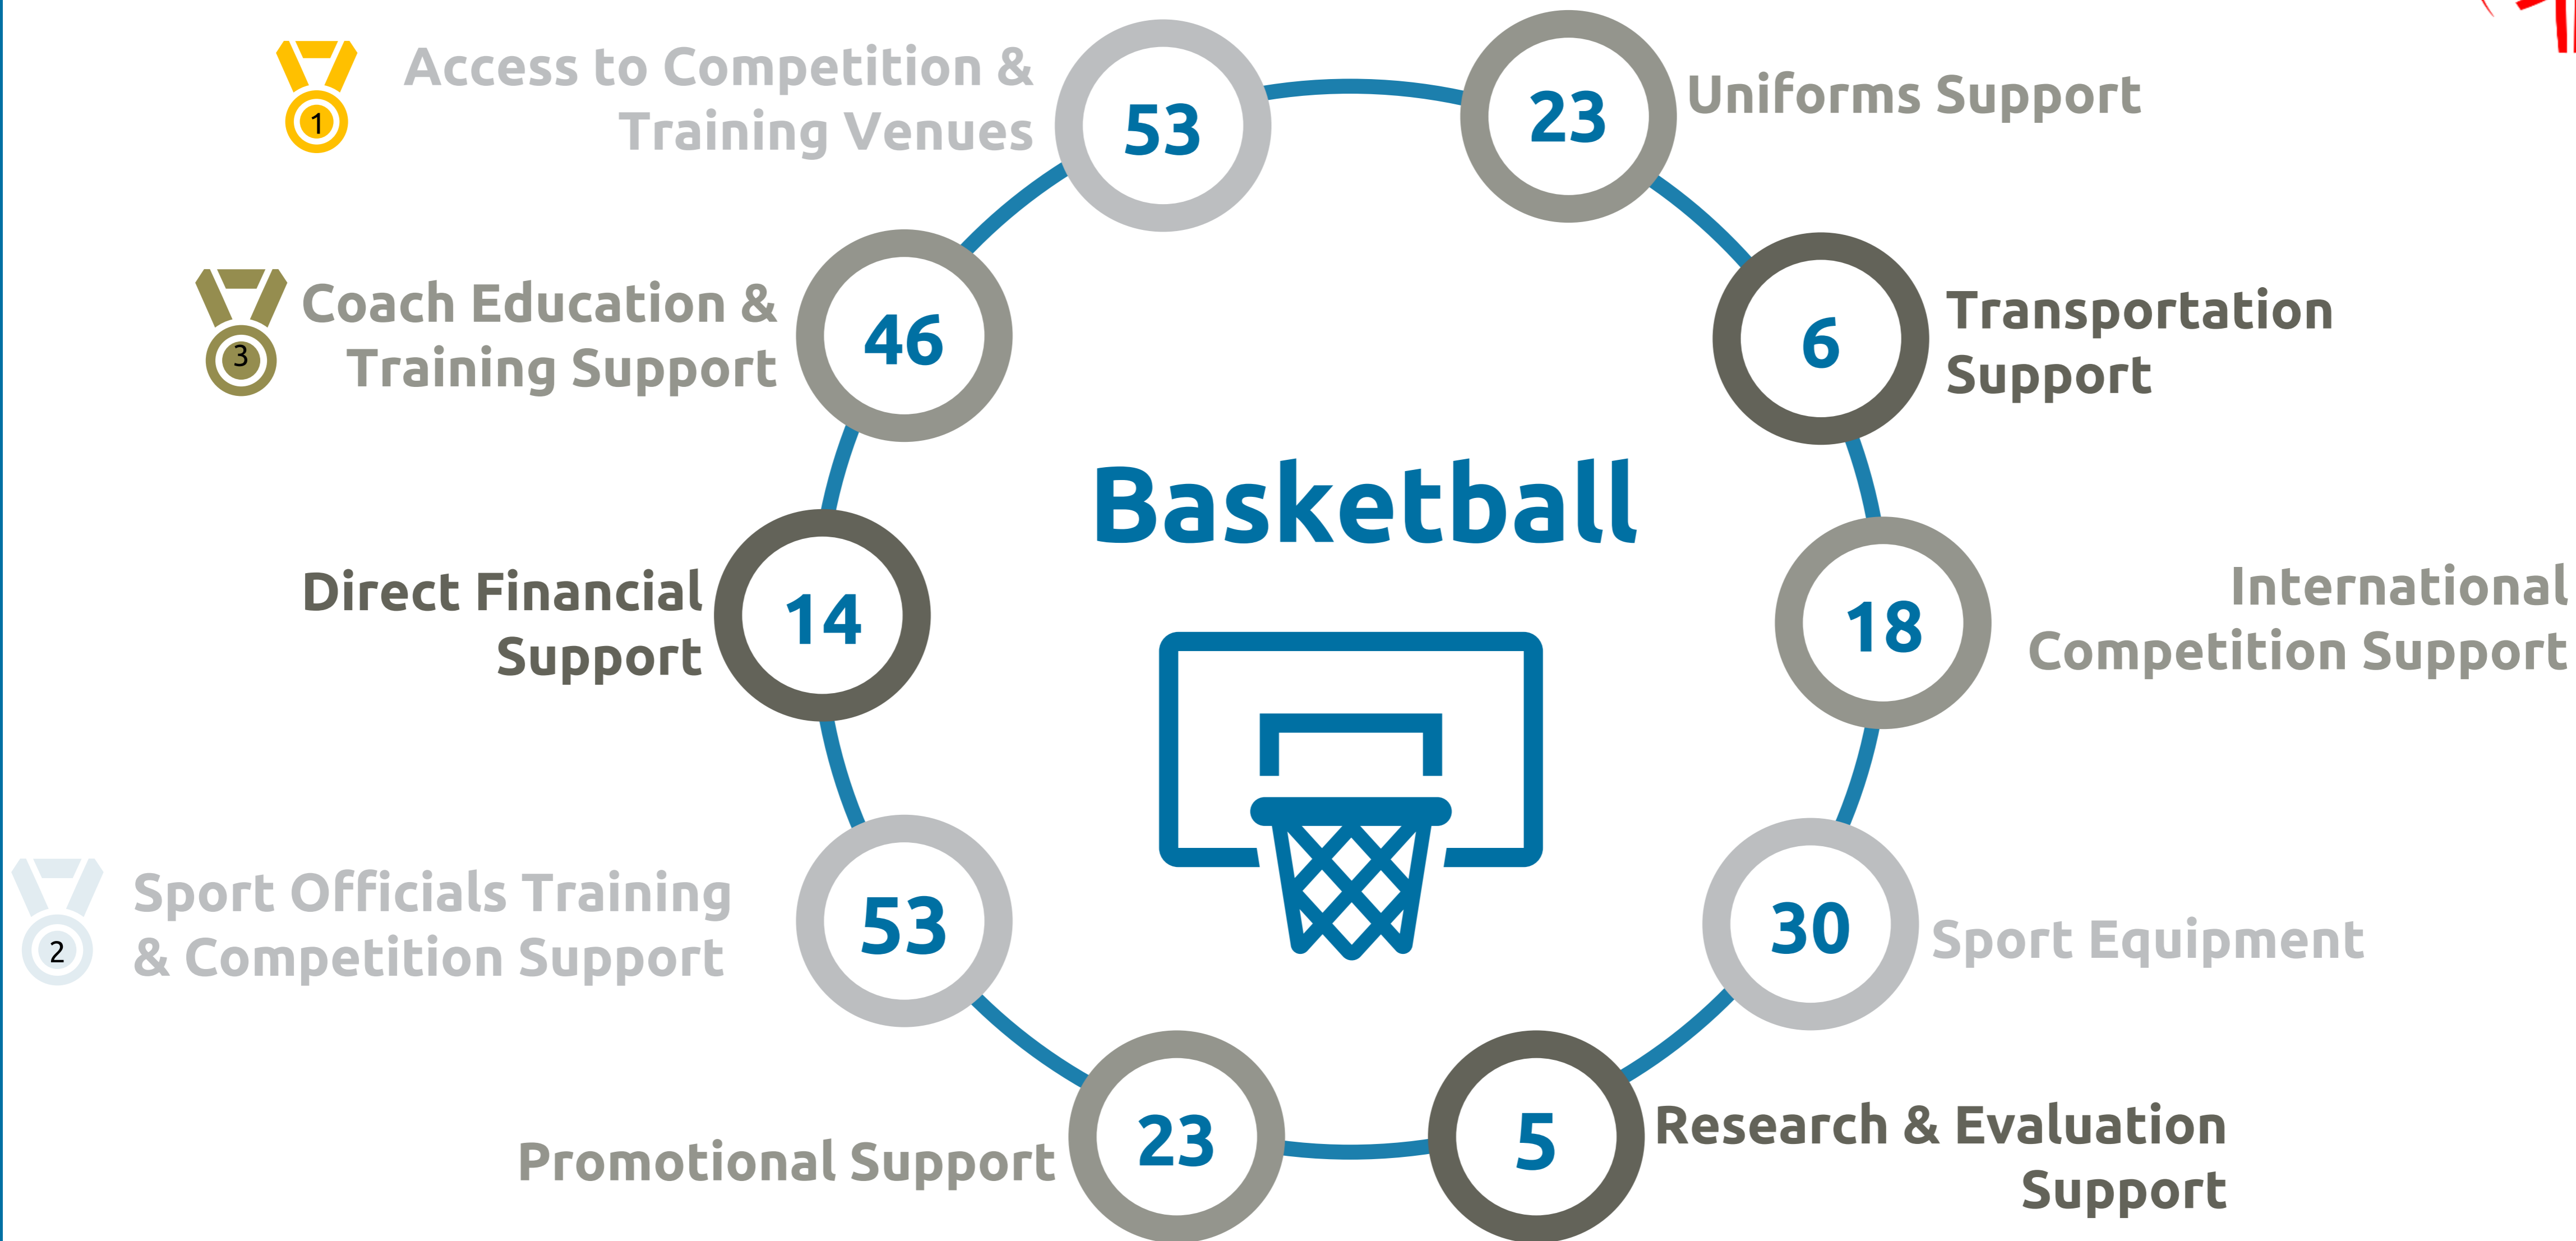 1
Access to Competition &
Training Venues
53
23
Uniforms Support
3
Coach Education &
Training Support
46
6
Transportation
Support
Basketball
Direct Financial
Support
14
18
International
Competition Support
2
Sport Officials Training
& Competition Support
53
30
Sport Equipment
Promotional Support
23
5
Research & Evaluation
Support